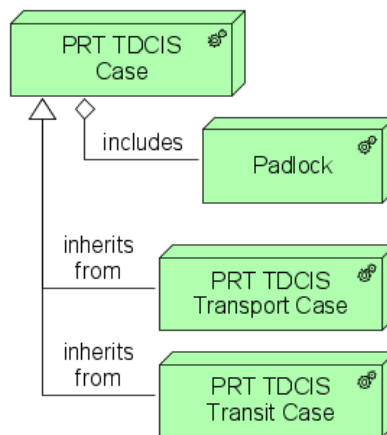 PRT TDCIS
Case
includes
Padlock
inherits
from
PRT TDCIS
Transport Case
inherits
from
PRT TDCIS
Transit Case